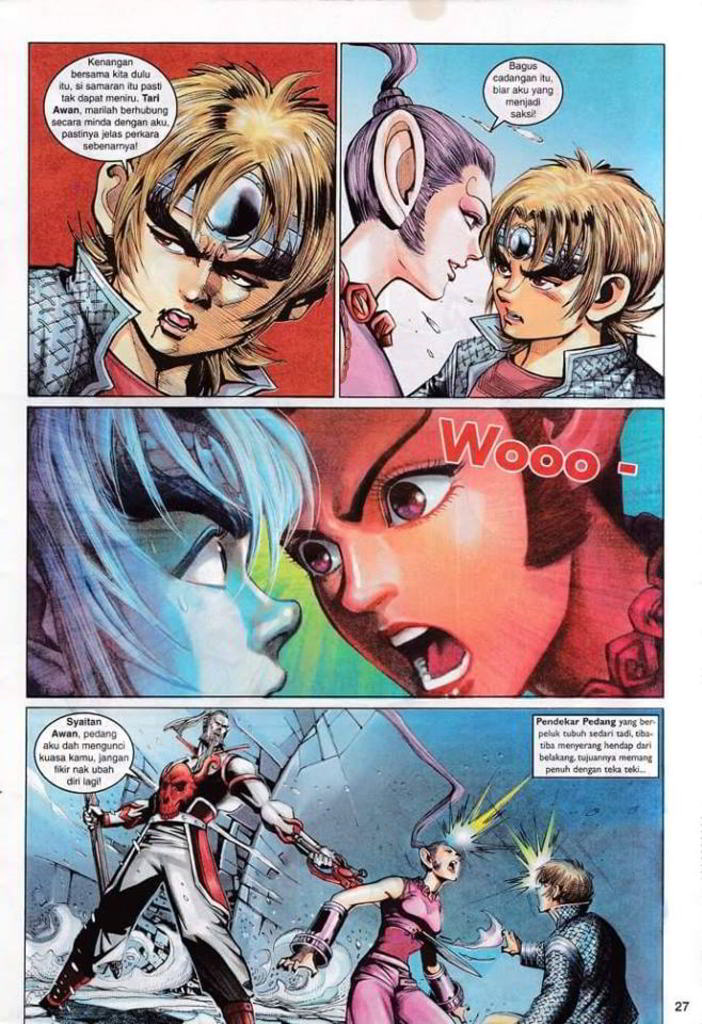 Kenangan
bersama kita dulu
itu, si samaran itu pasti
tak dapat meniru. Tari
Awan, marilah berhubung
secara minda dengan aku,
pastinya jelas perkara
sebenarnya!
Bagus
cadangan itu,
biar aku yang
menjadi
saksi!
Wooo -
Syaitan
Awan, pedang
aku dah mengunci
kuasa kamu, jangan
fikir nak ubah
diri lagi!
Pendekar Pedang yang ber-
peluk tubuh sedari tadi, tiba-
tiba menyerang hendap dari
belakang, tujuannya memang
penuh dengan teka teki...
27